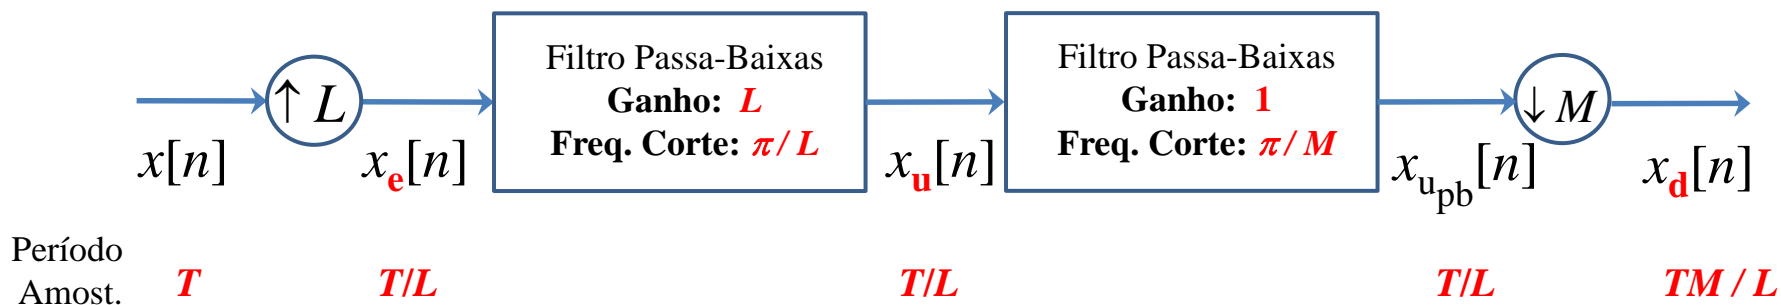 Filtro Passa-Baixas
Ganho: L
Freq. Corte: π/ L
Filtro Passa-Baixas
Ganho: 1
Freq. Corte: π/ M
↑ L
↓ M
x[n]
xe[n]
xu[n]
xupb[n]
xd[n]
Período
Amost.
T
T/L
T/L
T/L
TM / L